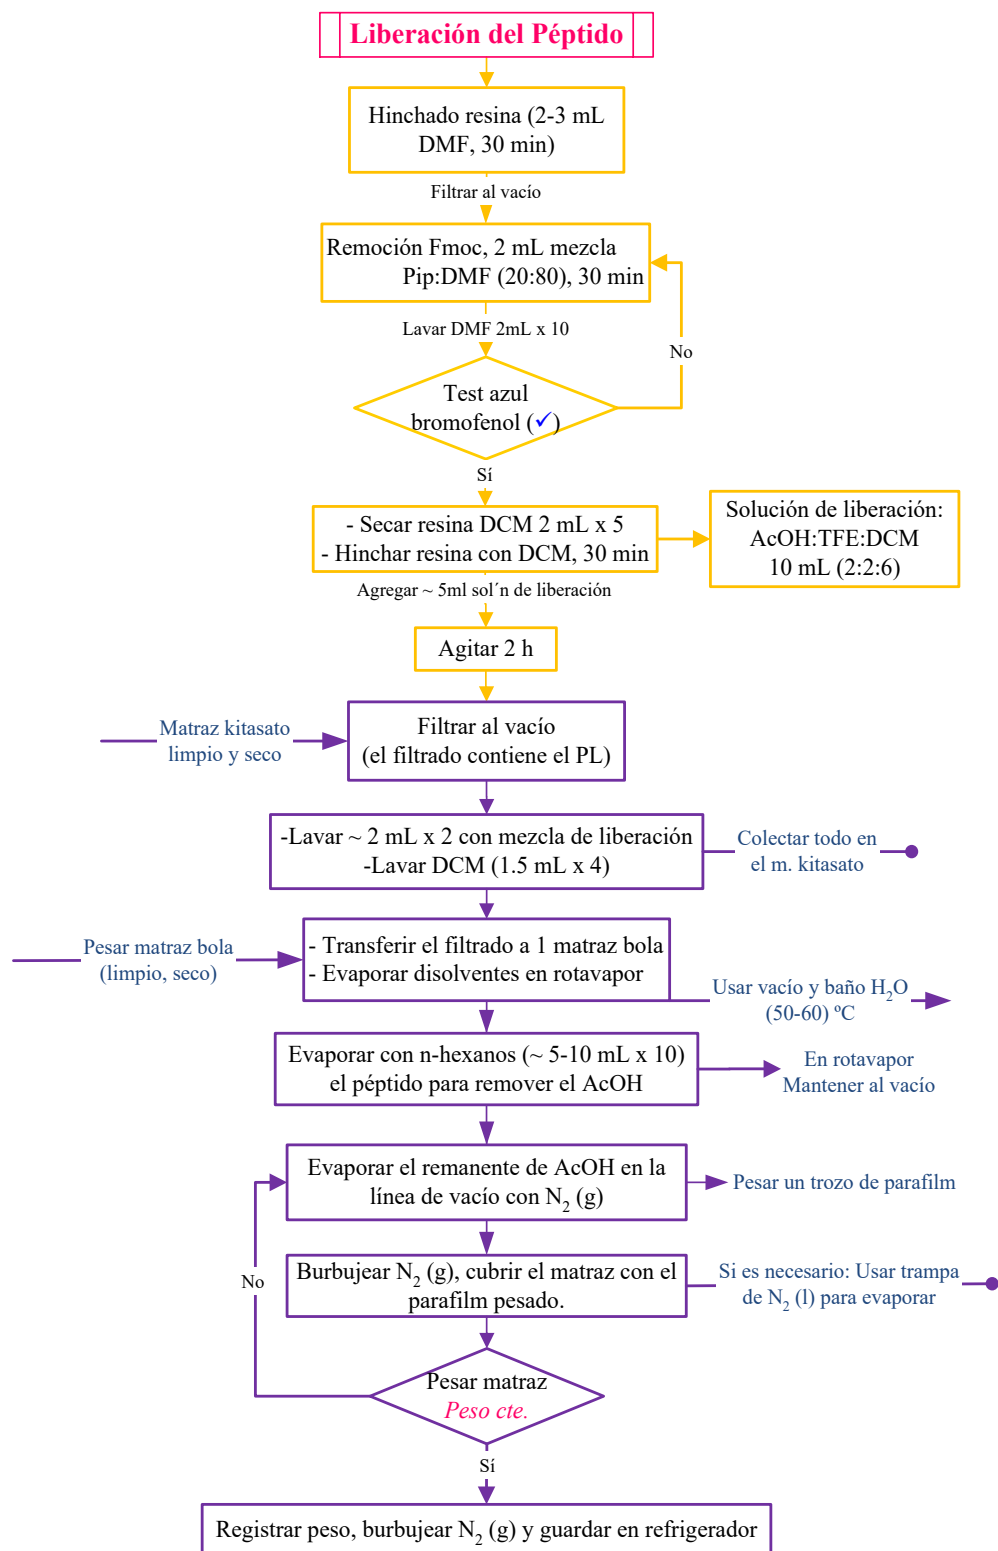 Liberación del Péptido
Hinchado resina (2-3 mL
DMF, 30 min)
Filtrar al vacío
Remoción Fmoc, 2 mL mezcla
Pip:DMF (20:80), 30 min
Lavar DMF 2mL x 10
No
Test azul
bromofenol (✓)
Sí
- Secar resina DCM 2 mL x 5
- Hinchar resina con DCM, 30 min
Solución de liberación:
AcOH:TFE:DCM
10 mL (2:2:6)
Agregar ~ 5ml sol´n de liberación
Agitar 2 h
Matraz kitasato
limpio y seco
Filtrar al vacío
(el filtrado contiene el PL)
-Lavar ~ 2 mL x 2 con mezcla de liberación
-Lavar DCM (1.5 mL x 4)
Colectar todo en
el m. kitasato
Pesar matraz bola
(limpio, seco)
- Transferir el filtrado a 1 matraz bola
- Evaporar disolventes en rotavapor
Usar vacío y baño H₂O
(50-60) ºC
Evaporar con n-hexanos (~ 5-10 mL x 10)
el péptido para remover el AcOH
En rotavapor
Mantener al vacío
Evaporar el remanente de AcOH en la
línea de vacío con N₂ (g)
Pesar un trozo de parafilm
No
Burbujear N₂ (g), cubrir el matraz con el
parafilm pesado.
Si es necesario: Usar trampa
de N₂ (l) para evaporar
Pesar matraz
Peso cte.
Sí
Registrar peso, burbujear N₂ (g) y guardar en refrigerador